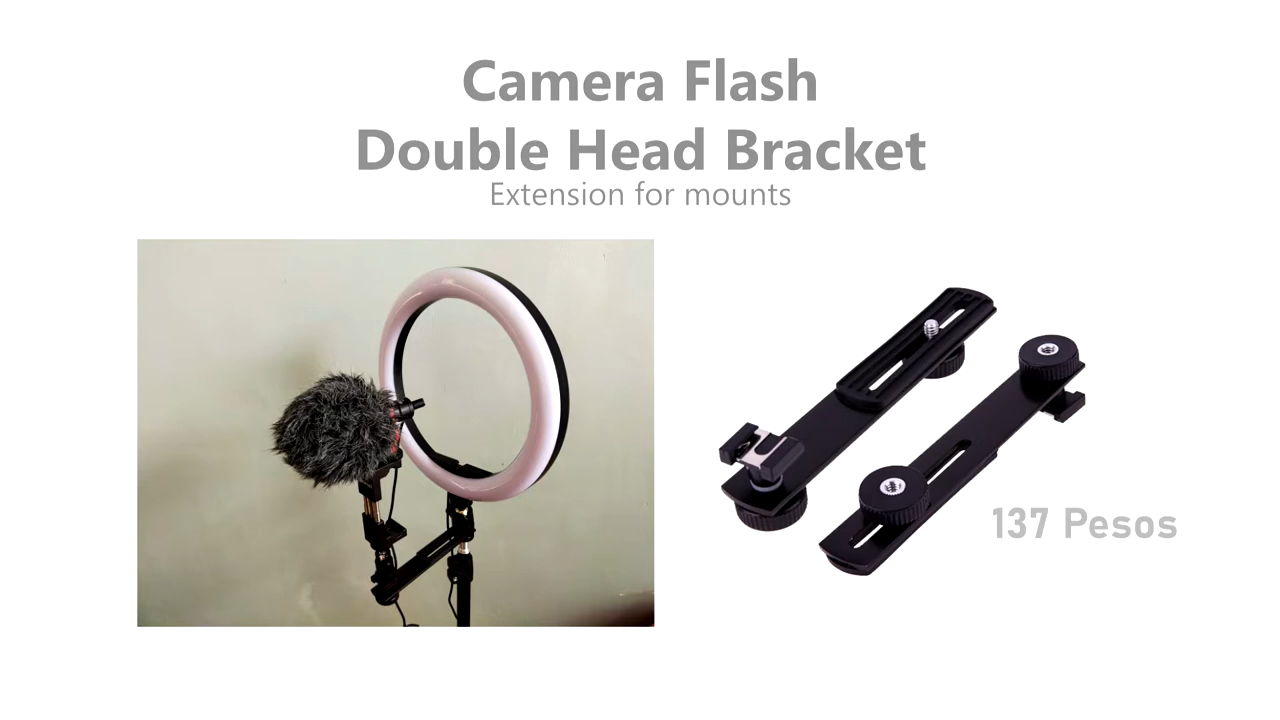 Camera Flash
Double Head Bracket
Extension for mounts
137 Pesos